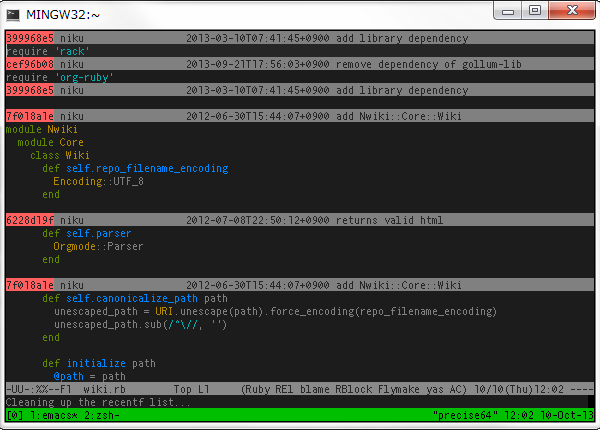 MINGW32:~
399968e5 niku 2013-03-10T07:41:45+0900 add library dependency
require 'rack'
cef96b08 niku 2013-09-21T17:56:03+0900 remove dependency of gollum-lib
require 'org-ruby'
399968e5 niku 2013-03-10T07:41:45+0900 add library dependency
7f018a1e niku 2012-06-30T15:44:07+0900 add Nwiki::Core::Wiki
module Nwiki
module Core
class Wiki
def self.repo_filename_encoding
Encoding::UTF_8
end
6228d19f niku 2012-07-08T22:50:12+0900 returns valid html
def self.parser
Orgmode::Parser
end
7f018a1e niku 2012-06-30T15:44:07+0900 add Nwiki::Core::Wiki
def self.canonicalize_path path
unescaped_path = URI.unescape(path).force_encoding(repo_filename_encoding)
unescaped_path.sub(/^\//, '')
end
def initialize path
@path = path
-UU-:%%--F1 wiki.rb Top L1 (Ruby REl blame RBlock Flymake yas AC) 10/10(Thu)12:02 ----
Cleaning up the recentf list...
[0] 1:emacs* 2:zsh- "precise64" 12:02 10-Oct-13